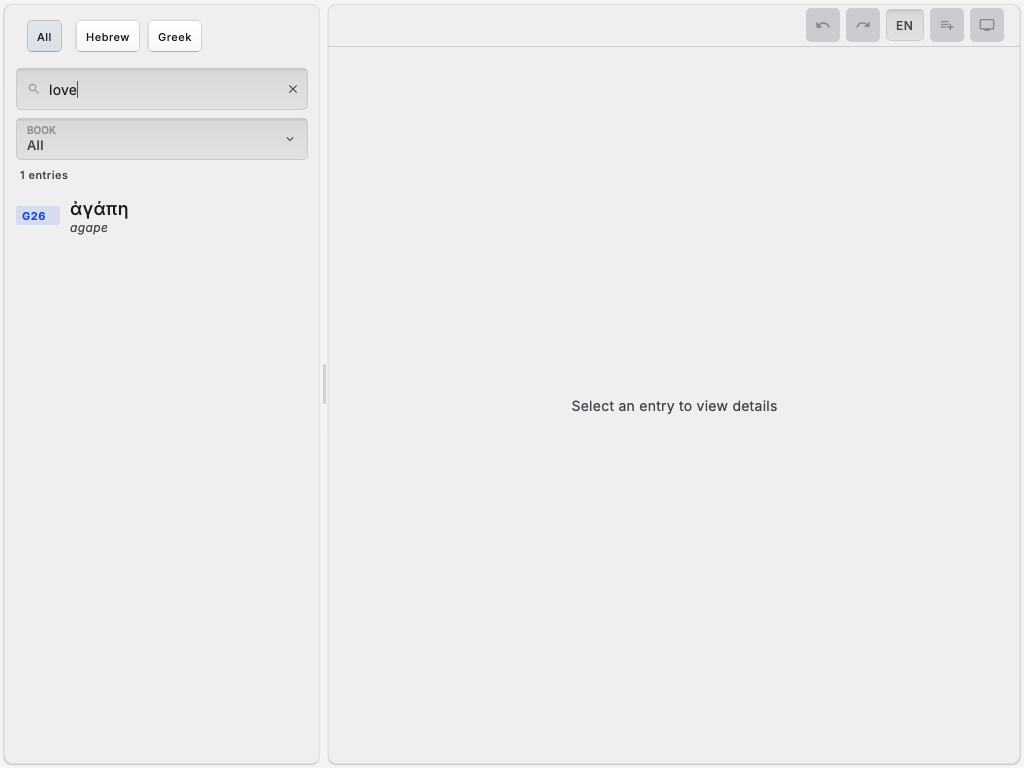 All
Hebrew
Greek
EN
love
BOOK
All
1 entries
G26
ἀγάπη
agape
Select an entry to view details